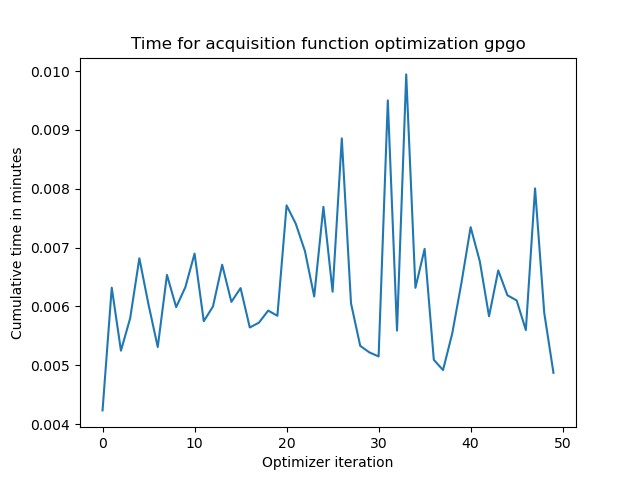 Time for acquisition function optimization gpgo
0.010
0.009
0.008
0.007
0.006
0.005
0.004
Cumulative time in minutes
0 10 20 30 40 50
Optimizer iteration